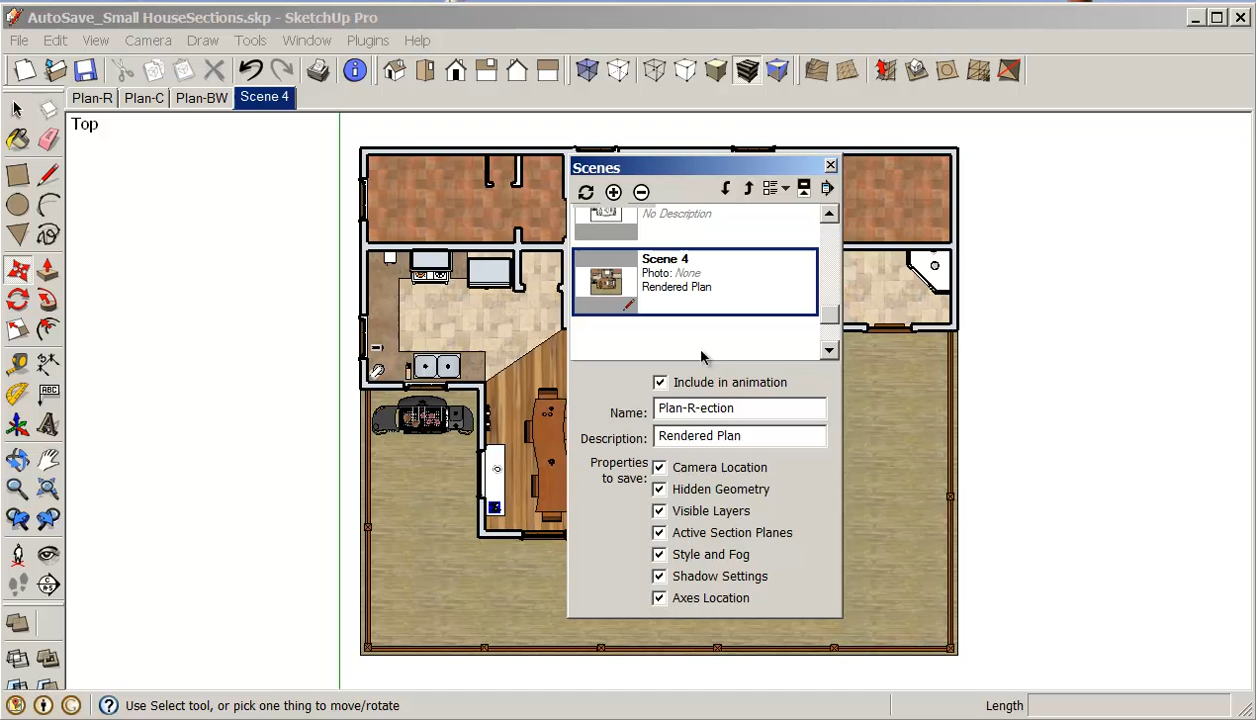 AutoSave_Small HouseSections.skp - SketchUp Pro
File Edit View Camera Draw Tools Window Plugins Help
Plan-R Plan-C Plan-BW Scene 4
Top
Scenes
No Description
Scene 4
Photo: None
Rendered Plan
Include in animation
Name: Plan-R-ection
Description: Rendered Plan
Properties to save:
Camera Location
Hidden Geometry
Visible Layers
Active Section Planes
Style and Fog
Shadow Settings
Axes Location
Use Select tool, or pick one thing to move/rotate
Length